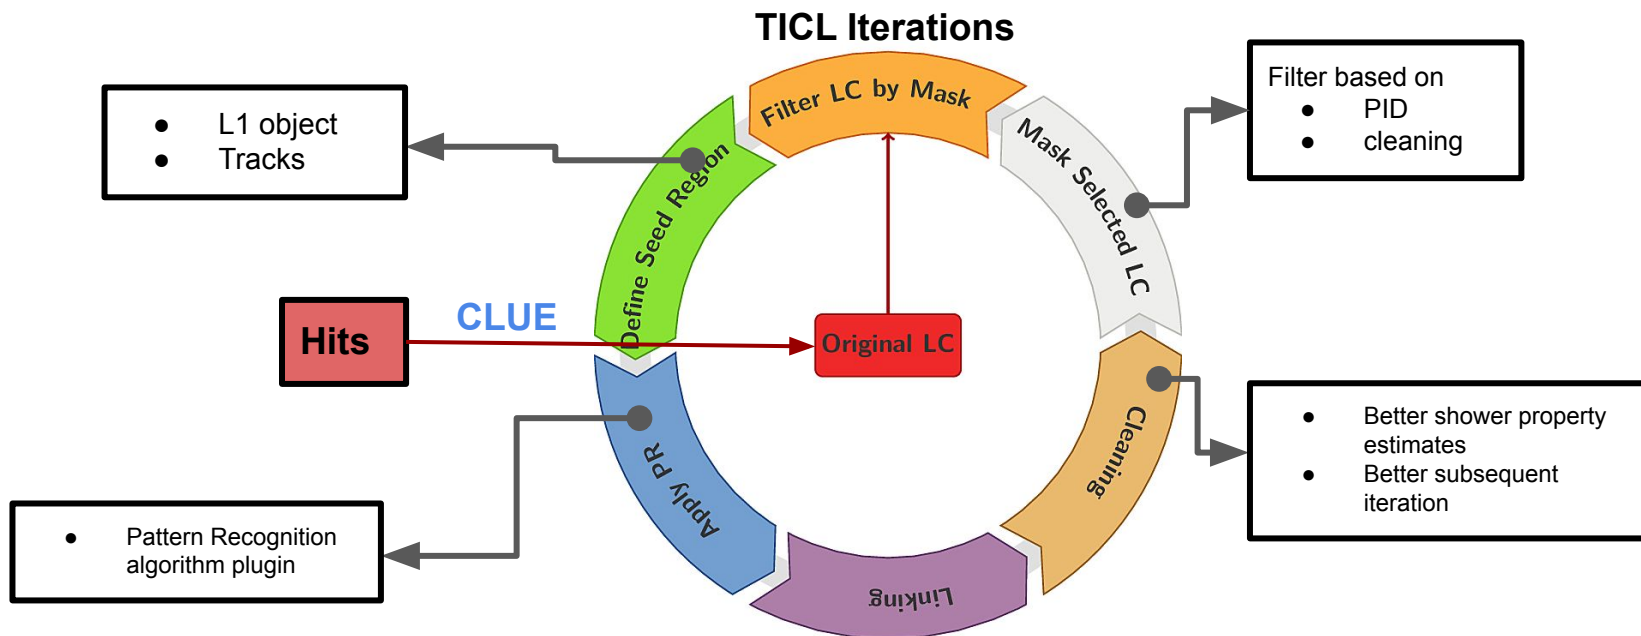 TICL Iterations
Filter LC by Mask
Mask Selected LC
Cleaning
Linking
Apply PR
Define Seed Region
● L1 object
● Tracks
Filter based on
● PID
● cleaning
Hits
CLUE
Original LC
● Better shower property
estimates
● Better subsequent
iteration
● Pattern Recognition
algorithm plugin